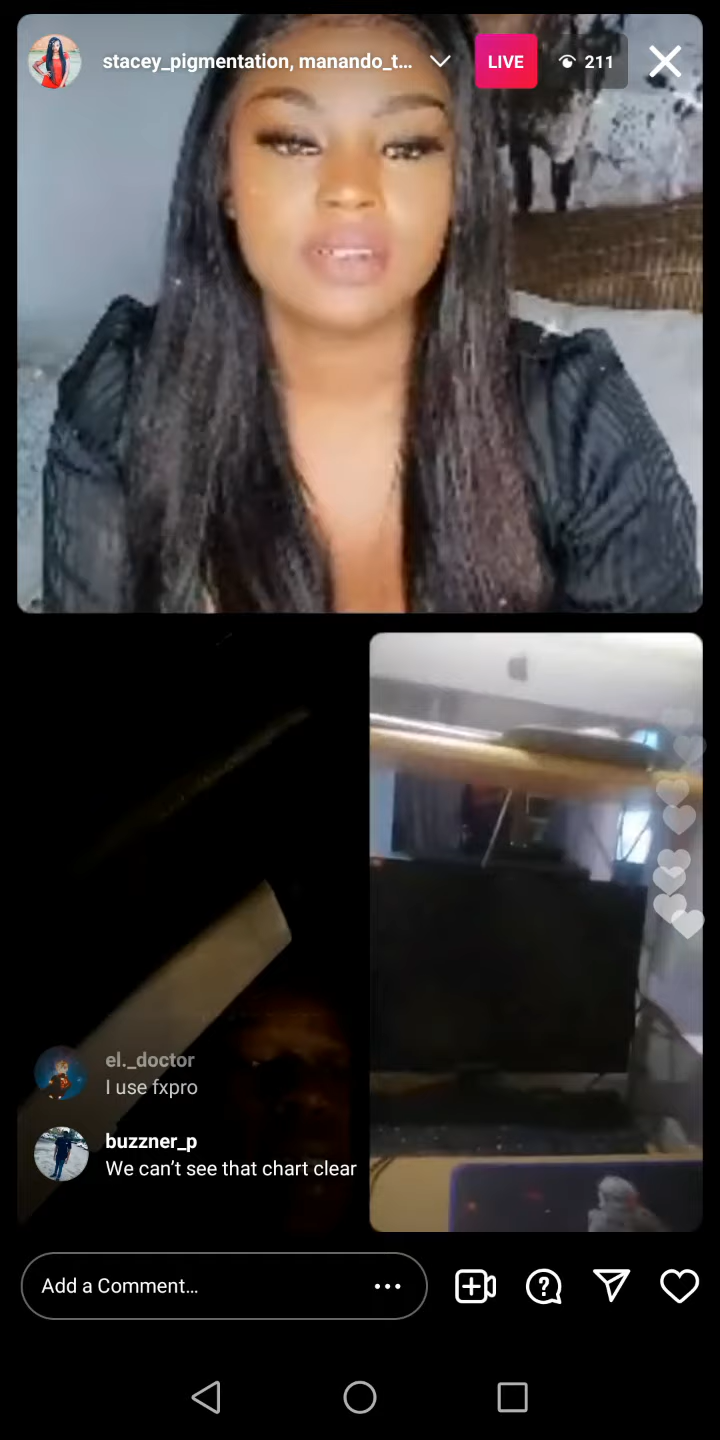 stacey_pigmentation, manando_t...
LIVE
211
el._doctor
I use fxpro
buzzner_p
We can't see that chart clear
Add a Comment...